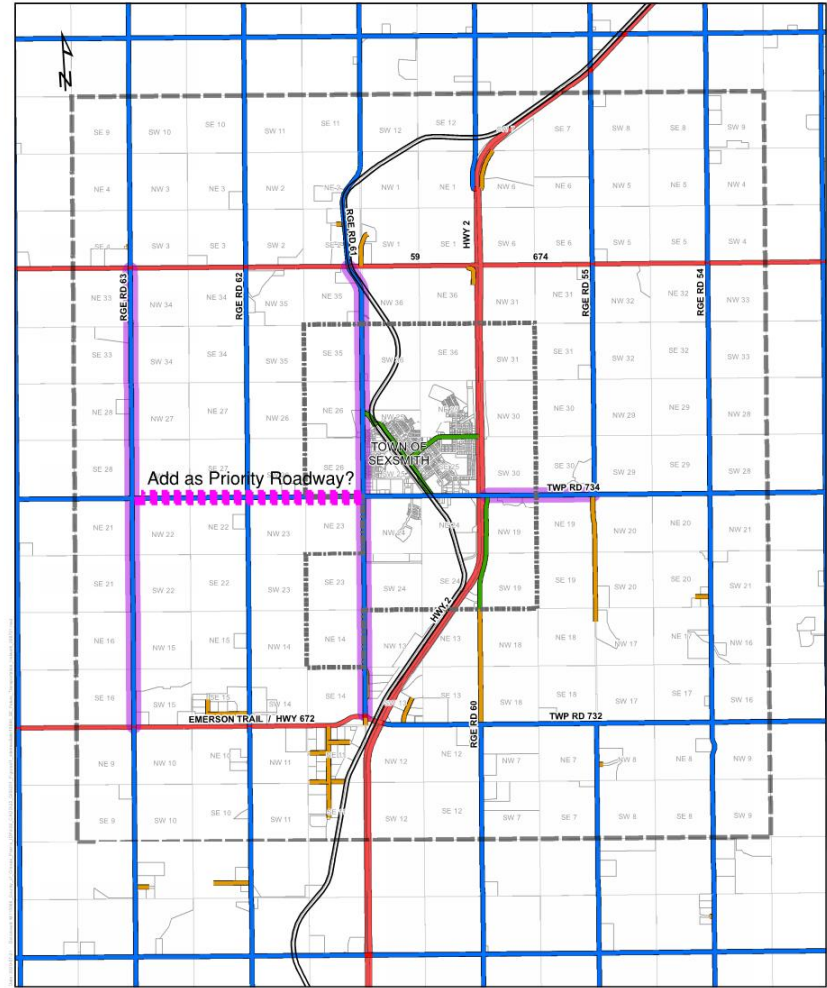 N
SE 9 SW 10 SE 10 SW 11 SE 11 SW 12 SE 12 SE 7 SW 8 SE 8 SW 9
NE 4 NW 3 NE 3 NW 2 NW 1 NE 1 NW 6 NE 6 NW 5 NE 5 NW 4
RGE RD 61
HWY 2
SW 3 SE 3 SW 2 SW 1 SE 1 SW 6 SE 6 SW 5 SE 5 SW 4
59 674
RGE RD 63
RGE RD 62
RGE RD 55
RGE RD 54
NE 33 NW 34 NE 34 NW 35 NE 35 NW 36 NE 36 NW 31 NE 31 NW 32 NE 32 NW 33
SE 33 SW 34 SE 34 SW 35 SE 35 SE 36 SW 31 SE 31 SW 32 SE 32 SW 33
NE 28 NW 27 NE 27 NW 26 NE 26 NW 30 NE 30 NW 29 NE 29 NW 28
TOWN OF
SEXSMITH
SE 28 SW 30 SE 30 SW 29 SE 29 SW 28
Add as Priority Roadway?
TWP RD 734
NE 21 NW 22 NE 22 NW 23 NE 23 NW 24 NE 24 NW 19 NE 19 NW 20 NE 20 NW 21
SE 21 SW 22 SE 22 SW 23 SE 23 SW 24 SE 24 SW 19 SE 19 SW 20 SE 20 SW 21
HWY 2
NE 16 NW 15 NE 15 NW 14 NE 14 NW 13 NE 13 NW 18 NE 18 NW 17 NW 16
SE 16 SW 15 SW 14 SE 14 SE 13 SW 18 SE 18 SW 17 SE 17 SW 16
RGE RD 60
EMERSON TRAIL / HWY 672
TWP RD 732
NE 9 NW 10 NE 10 NW 11 NW 12 NE 12 NW 7 NE 7 NW 8 NE 8 NW 9
SE 9 SW 10 SE 10 SW 11 SW 12 SE 12 SW 7 SE 7 SW 8 SE 8 SW 9